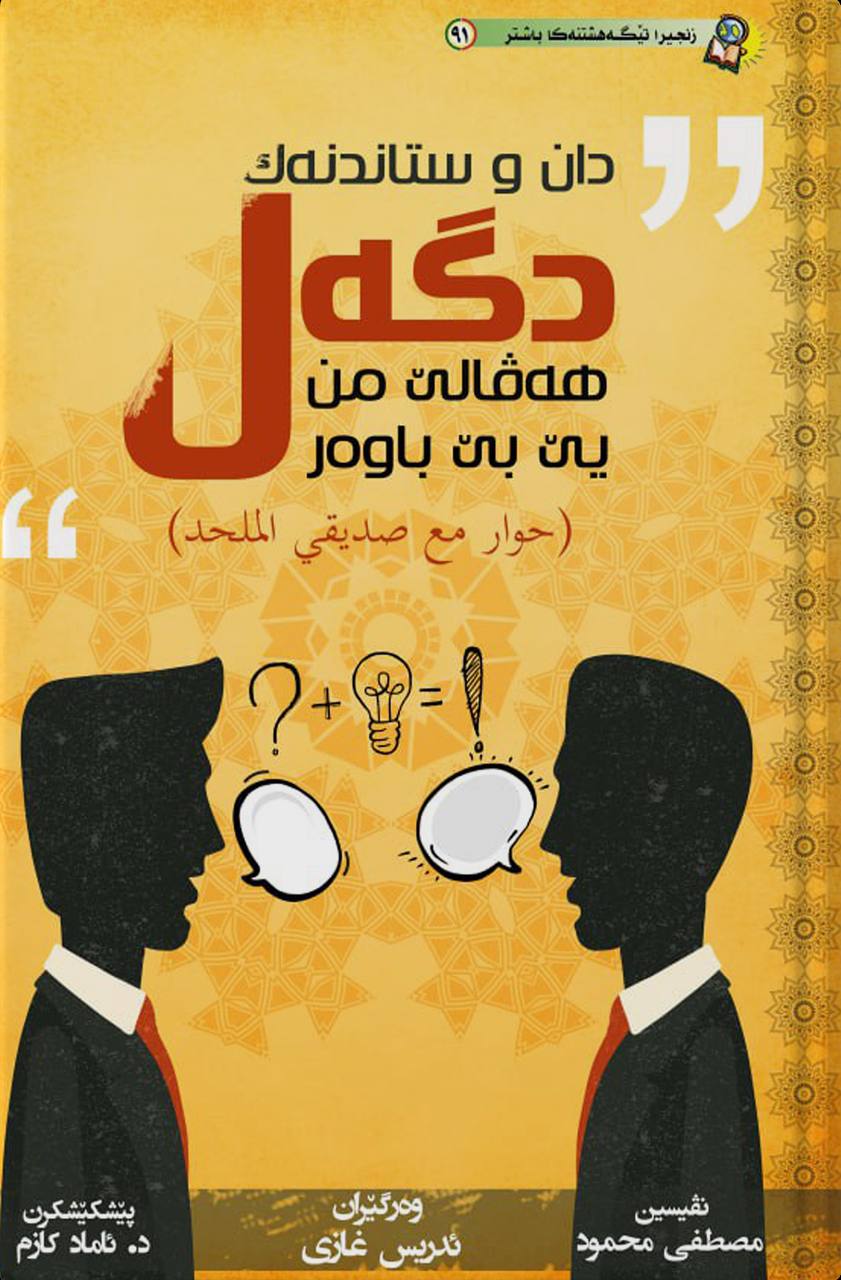 زنجیرا تێگەهشتنەکا باشتر ٩١
دان و ستاندنەك
دگەل
هەڤالێ من
یێ بێ باوەر
(حوار مع صديقي الملحد)
? + = !
نڤیسین
مصطفى محمود
وەرگێران
ئدریس غازی
پێشکێشکرن
د. ئاماد کازم